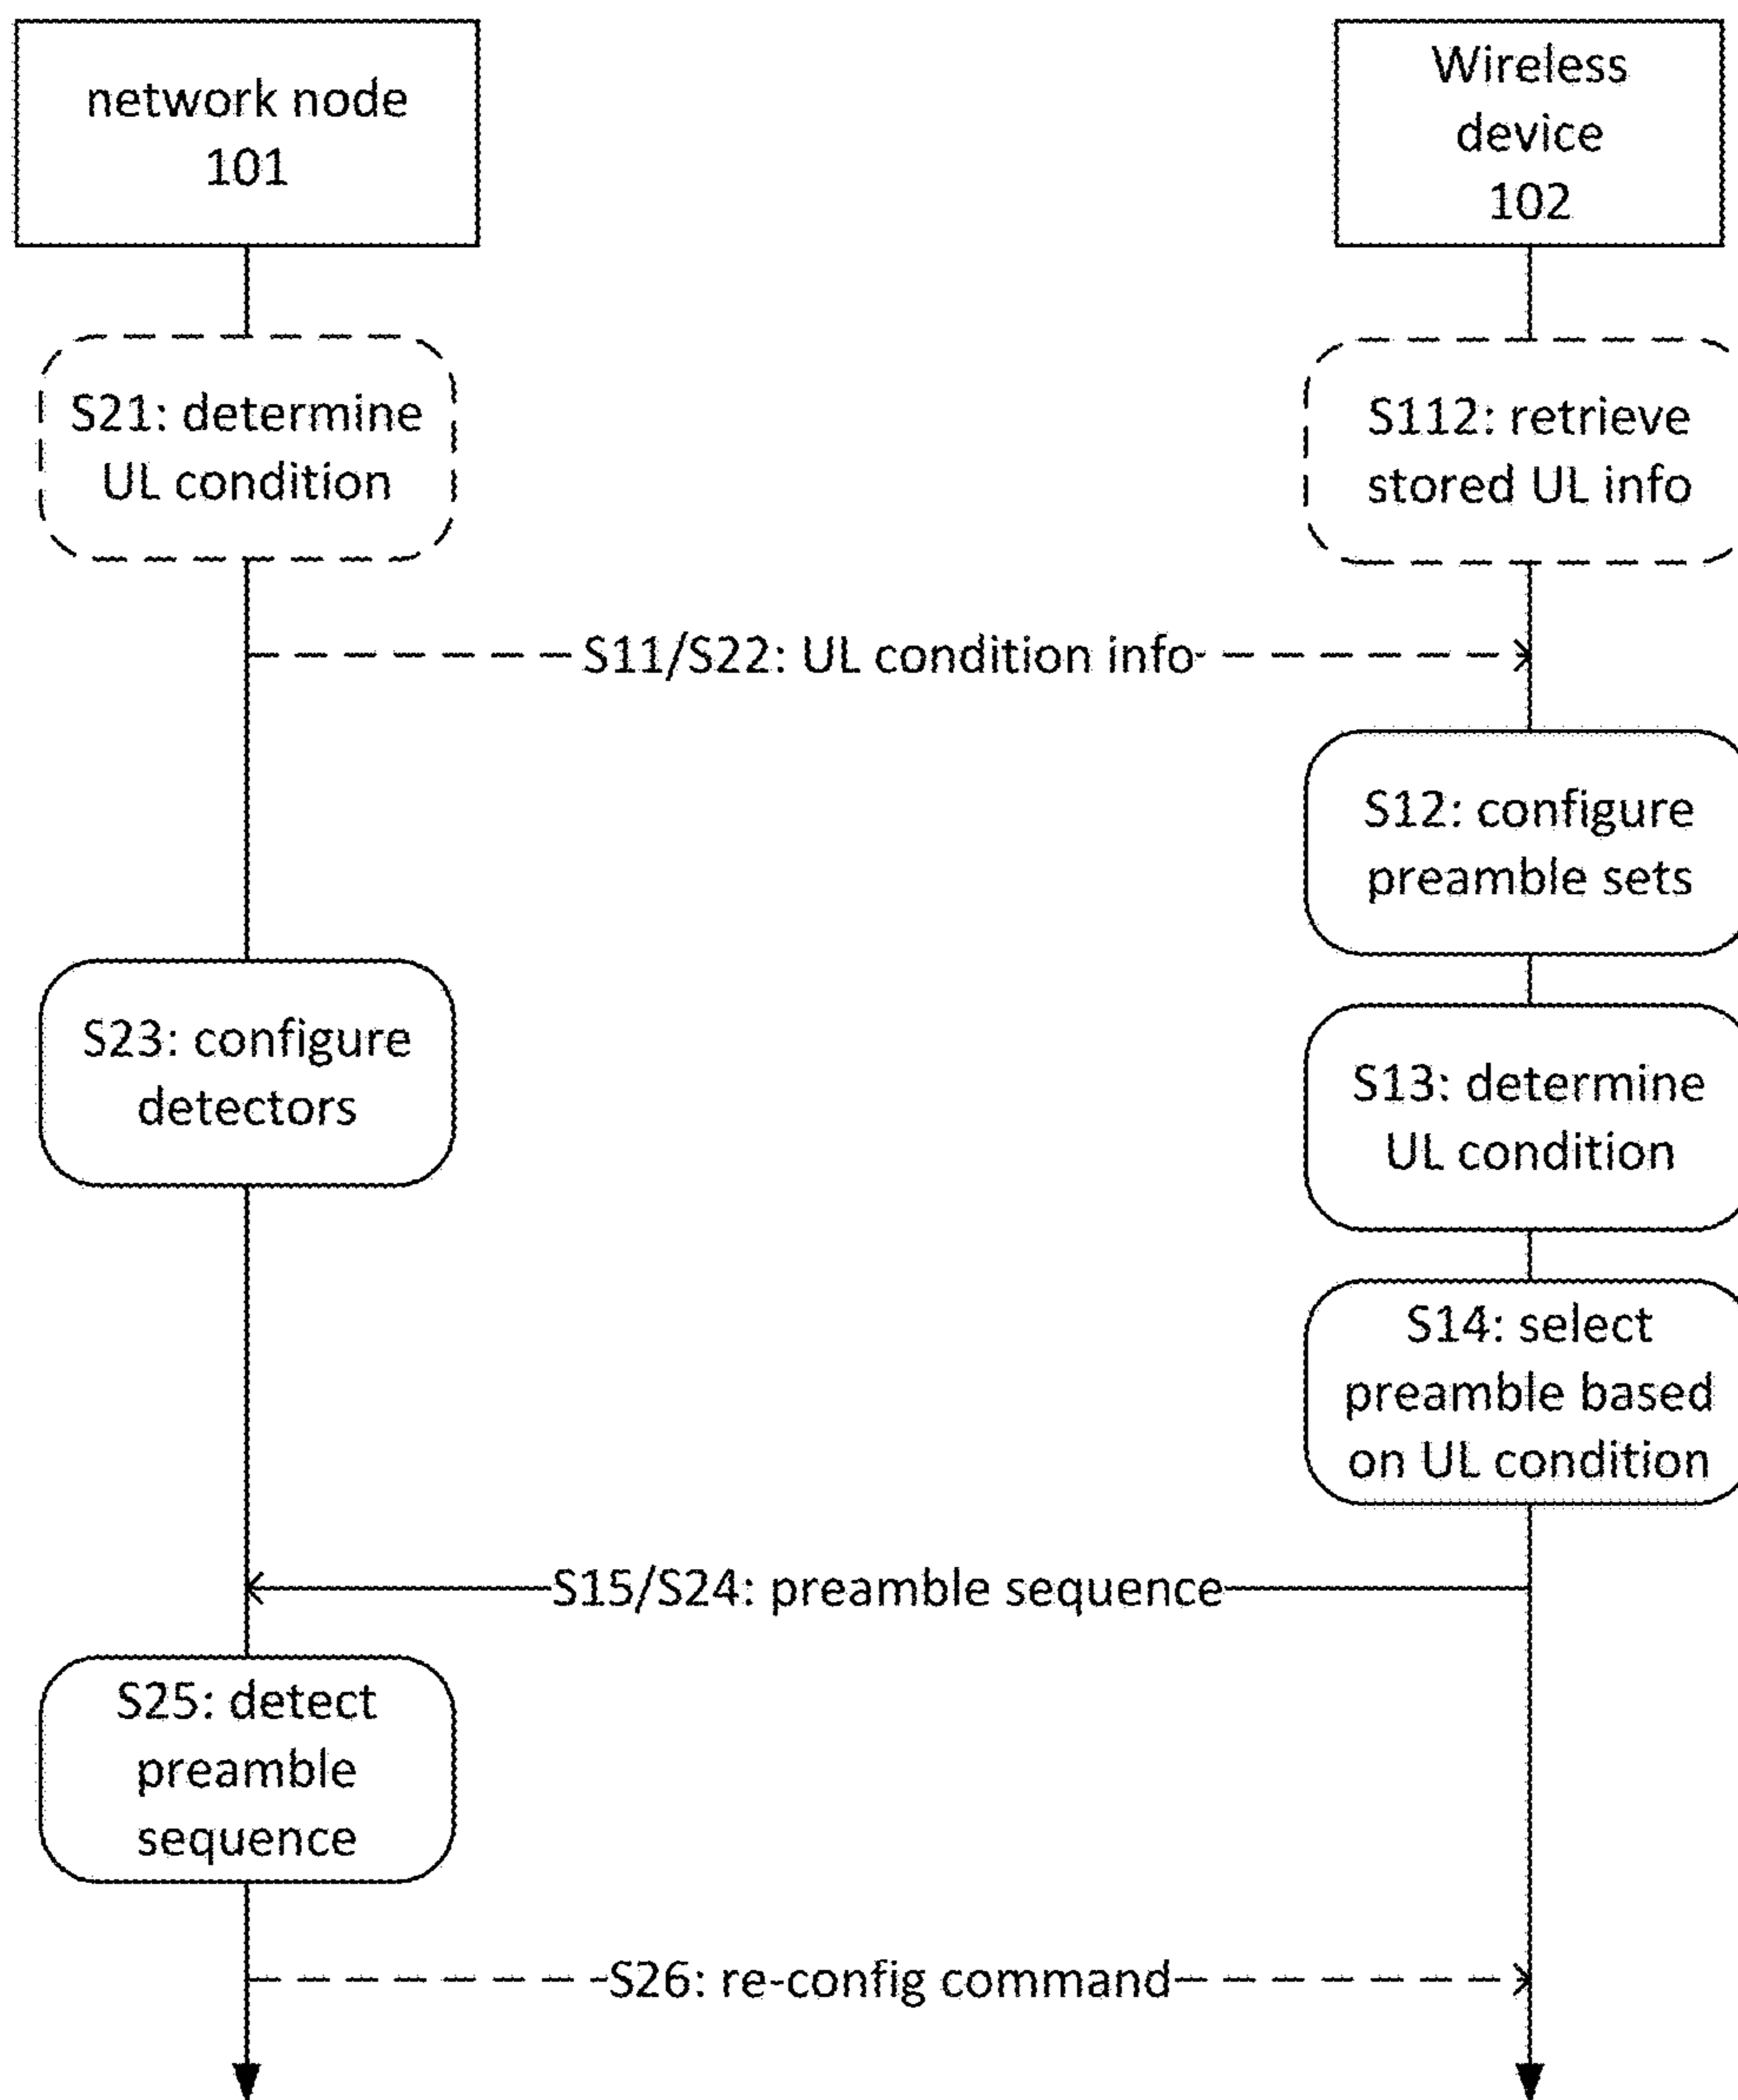 network node
101
Wireless
device
102
S21: determine
UL condition
S112: retrieve
stored UL info
S11/S22: UL condition info
S12: configure
preamble sets
S23: configure
detectors
S13: determine
UL condition
S14: select
preamble based
on UL condition
S15/S24: preamble sequence
S25: detect
preamble
sequence
S26: re-config command